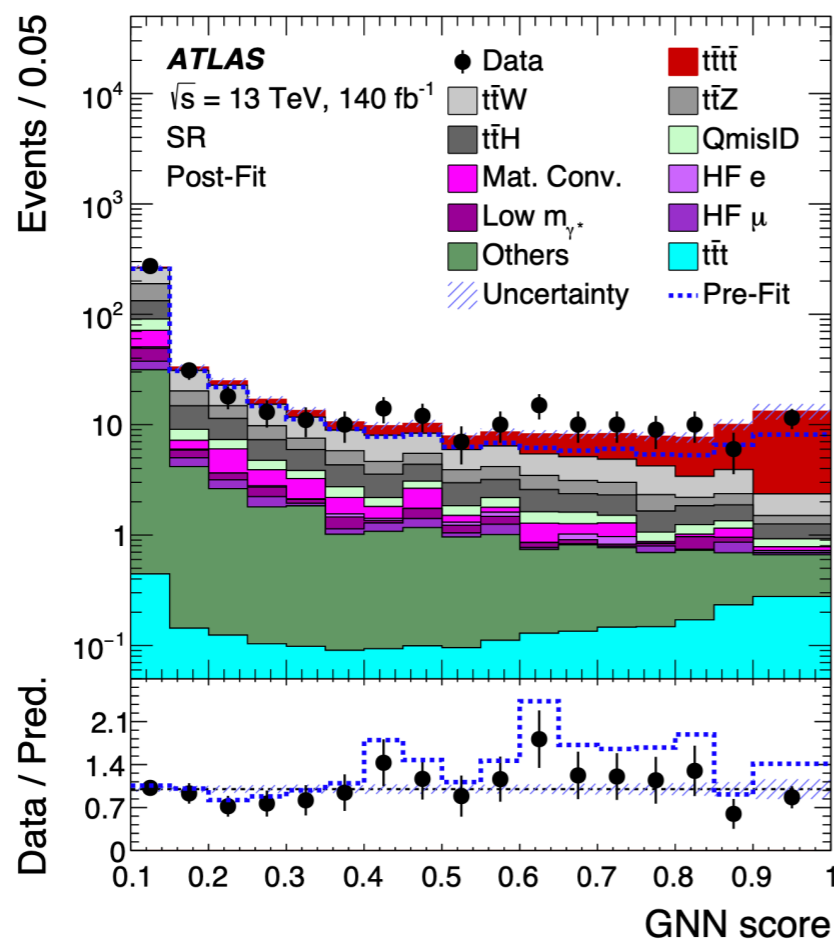 Events / 0.05
10⁴
10³
10²
10
1
10⁻¹
ATLAS
√s = 13 TeV, 140 fb⁻¹
SR
Post-Fit
Data
tt̄tt̄
tt̄W
tt̄Z
tt̄H
QmisID
Mat. Conv.
HF e
Low m_γ*
HF μ
Others
tt̄t
Uncertainty
Pre-Fit
Data / Pred.
2.1
1.4
0.7
0
0.1 0.2 0.3 0.4 0.5 0.6 0.7 0.8 0.9 1
GNN score